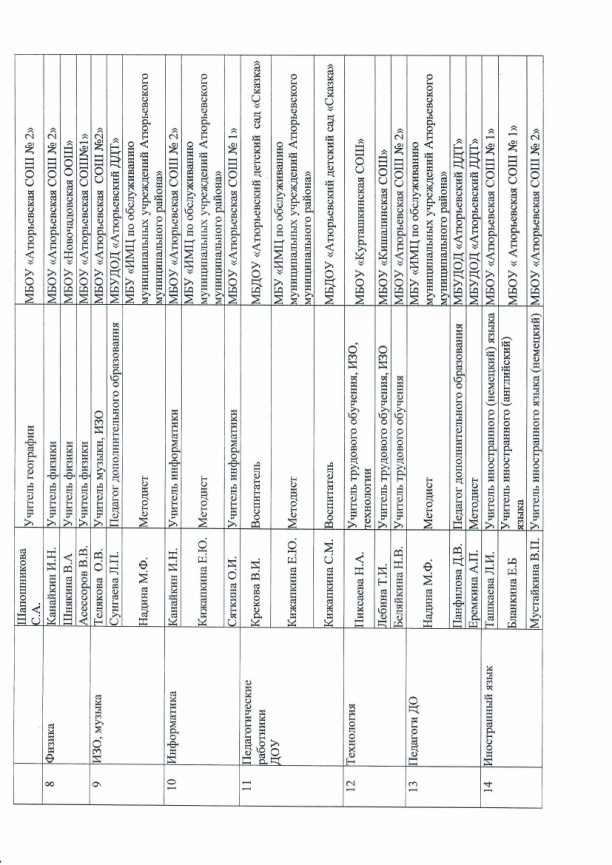 Шапошникова
С.А.
Учитель географии
МБОУ «Атюрьевская СОШ № 2»
8
Физика
Канайкин И.Н.
Учитель физики
МБОУ «Атюрьевская СОШ № 2»
Шнякина В.А
Учитель физики
МБОУ «Новочадовская ООШ»
Асессоров В.В.
Учитель физики
МБОУ «Атюрьевская СОШ№1»
9
ИЗО, музыка
Телякова О.В.
Учитель музыки, ИЗО
МБОУ «Атюрьевская СОШ №2»
Сунгаева Л.П.
Педагог дополнительного образования
МБУДОД «Атюрьевский ДДТ»
Надина М.Ф.
Методист
МБУ «ИМЦ по обслуживанию
муниципальных учреждений Атюрьевского
муниципального района»
10
Информатика
Канайкин И.Н.
Учитель информатики
МБОУ «Атюрьевская СОШ № 2»
Кижапкина Е.Ю.
Методист
МБУ «ИМЦ по обслуживанию
муниципальных учреждений Атюрьевского
муниципального района»
Сяткина О.И.
Учитель информатики
МБОУ «Атюрьевская СОШ № 1»
11
Педагогические
работники
ДОУ
Крекова В.И.
Воспитатель
МБДОУ «Атюрьевский детский сад «Сказка»
Кижапкина Е.Ю.
Методист
МБУ «ИМЦ по обслуживанию
муниципальных учреждений Атюрьевского
муниципального района»
Кижапкина С.М.
Воспитатель
МБДОУ «Атюрьевский детский сад «Сказка»
12
Технология
Пиксаева Н.А.
Учитель трудового обучения, ИЗО,
технологии
МБОУ «Курташкинская СОШ»
Лебина Т.И.
Учитель трудового обучения, ИЗО
МБОУ «Кишалинская СОШ»
Беляйкина Н.В.
Учитель трудового обучения
МБОУ «Атюрьевская СОШ № 2»
13
Педагоги ДО
Надина М.Ф.
Методист
МБУ «ИМЦ по обслуживанию
муниципальных учреждений Атюрьевского
муниципального района»
Панфилова Д.В.
Педагог дополнительного образования
МБУДОД «Атюрьевский ДДТ»
Еремкина А.П.
Методист
МБУДОД «Атюрьевский ДДТ»
14
Иностранный язык
Ташкаева Л.И.
Учитель иностранного (немецкий) языка
МБОУ «Атюрьевская СОШ № 1»
Бланкина Е.Б
Учитель иностранного (английский)
языка
МБОУ « Атюрьевская СОШ № 1»
Мустайкина В.П.
Учитель иностранного языка (немецкий)
МБОУ «Атюрьевская СОШ № 2»